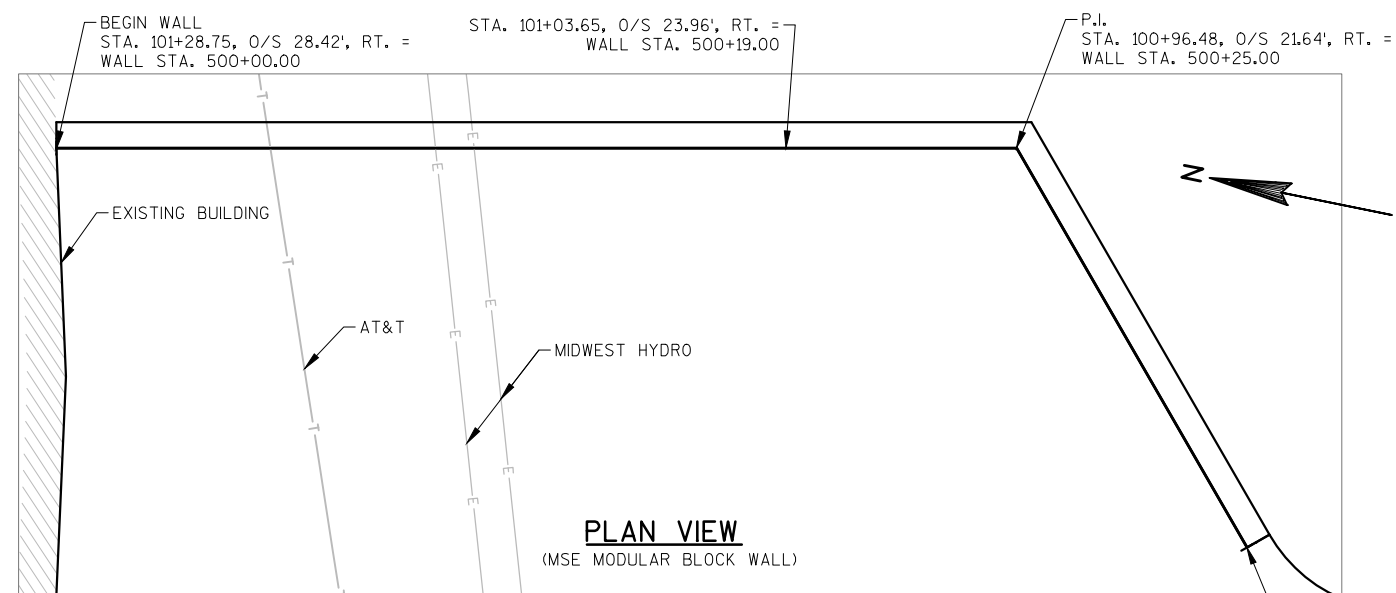 BEGIN WALL
STA. 101+28.75, O/S 28.42', RT. =
WALL STA. 500+00.00
STA. 101+03.65, O/S 23.96', RT. =
WALL STA. 500+19.00
P.I.
STA. 100+96.48, O/S 21.64', RT. =
WALL STA. 500+25.00
T
E
E
N
EXISTING BUILDING
T
E
AT&T
E
MIDWEST HYDRO
T
E
E
PLAN VIEW
(MSE MODULAR BLOCK WALL)